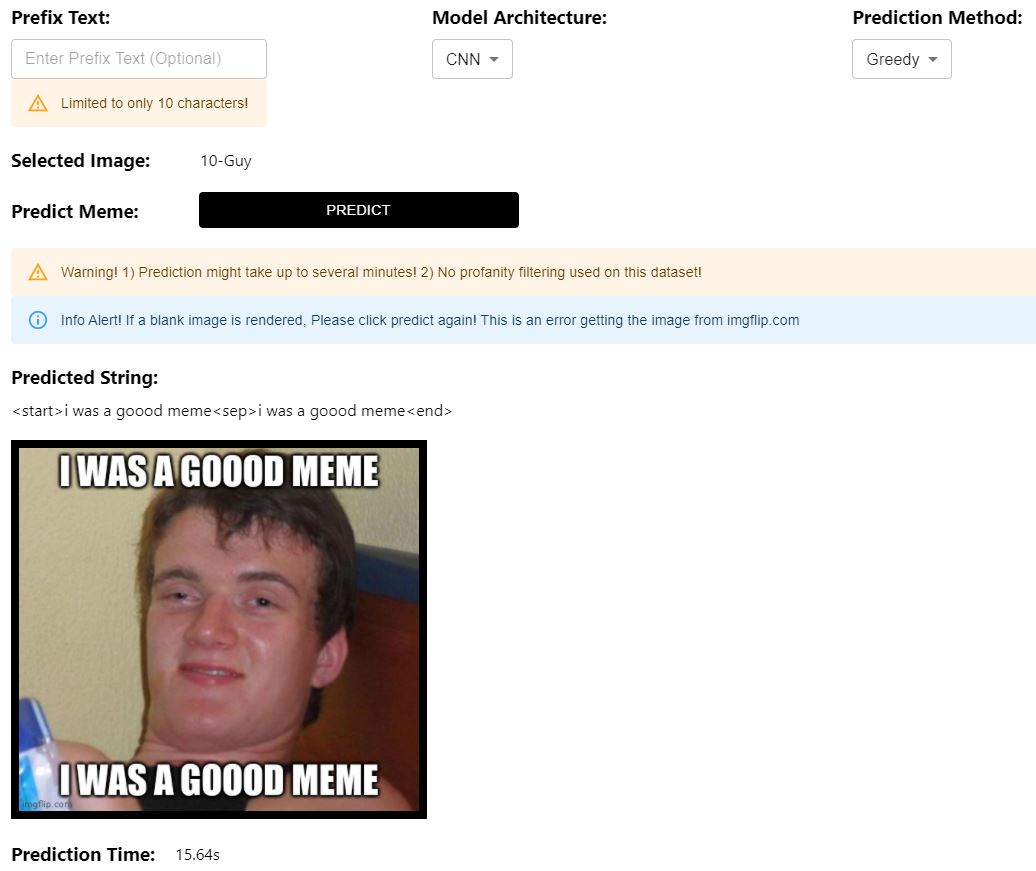 Prefix Text:
Model Architecture:
Prediction Method:
Enter Prefix Text (Optional)
CNN
Greedy
Limited to only 10 characters!
Selected Image:
10-Guy
Predict Meme:
PREDICT
Warning! 1) Prediction might take up to several minutes! 2) No profanity filtering used on this dataset!
Info Alert! If a blank image is rendered, Please click predict again! This is an error getting the image from imgflip.com
Predicted String:
<start>i was a goood meme<sep>i was a goood meme<end>
I WAS A GOOOD MEME
I WAS A GOOOD MEME
imgflip.com
Prediction Time:
15.64s